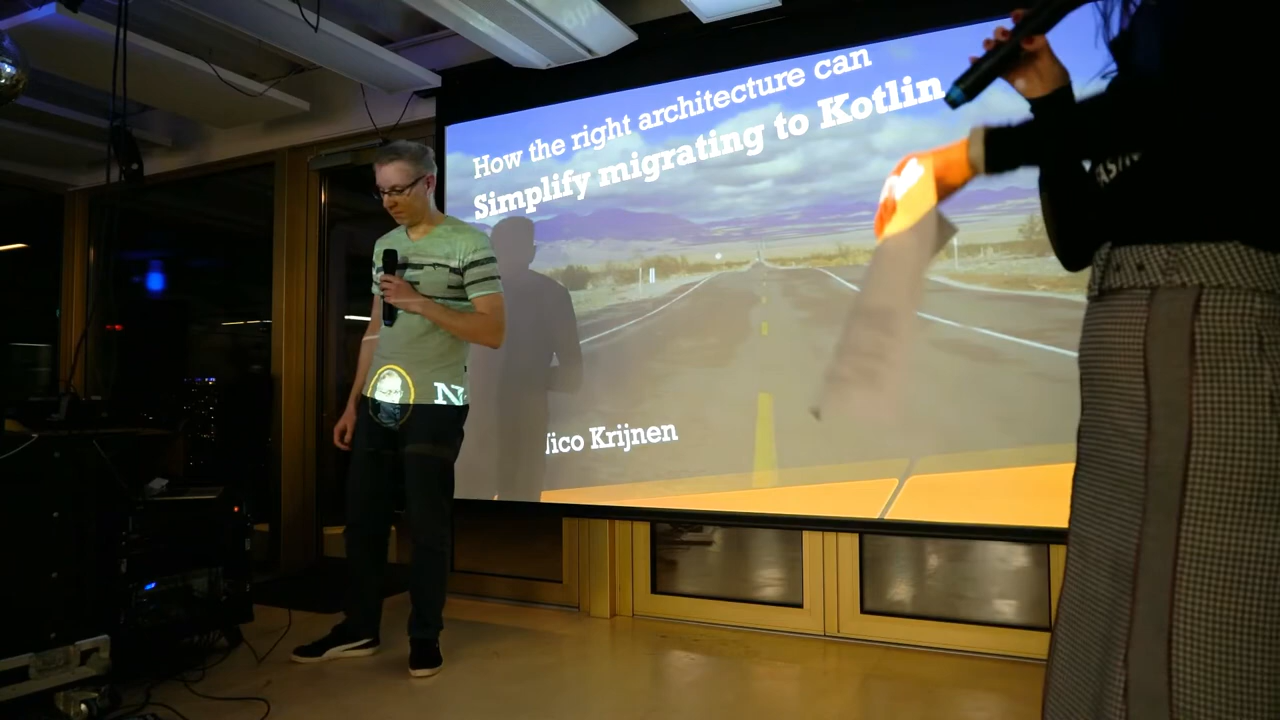 How the right architecture can
Simplify migrating to Kotlin
N
ico Krijnen